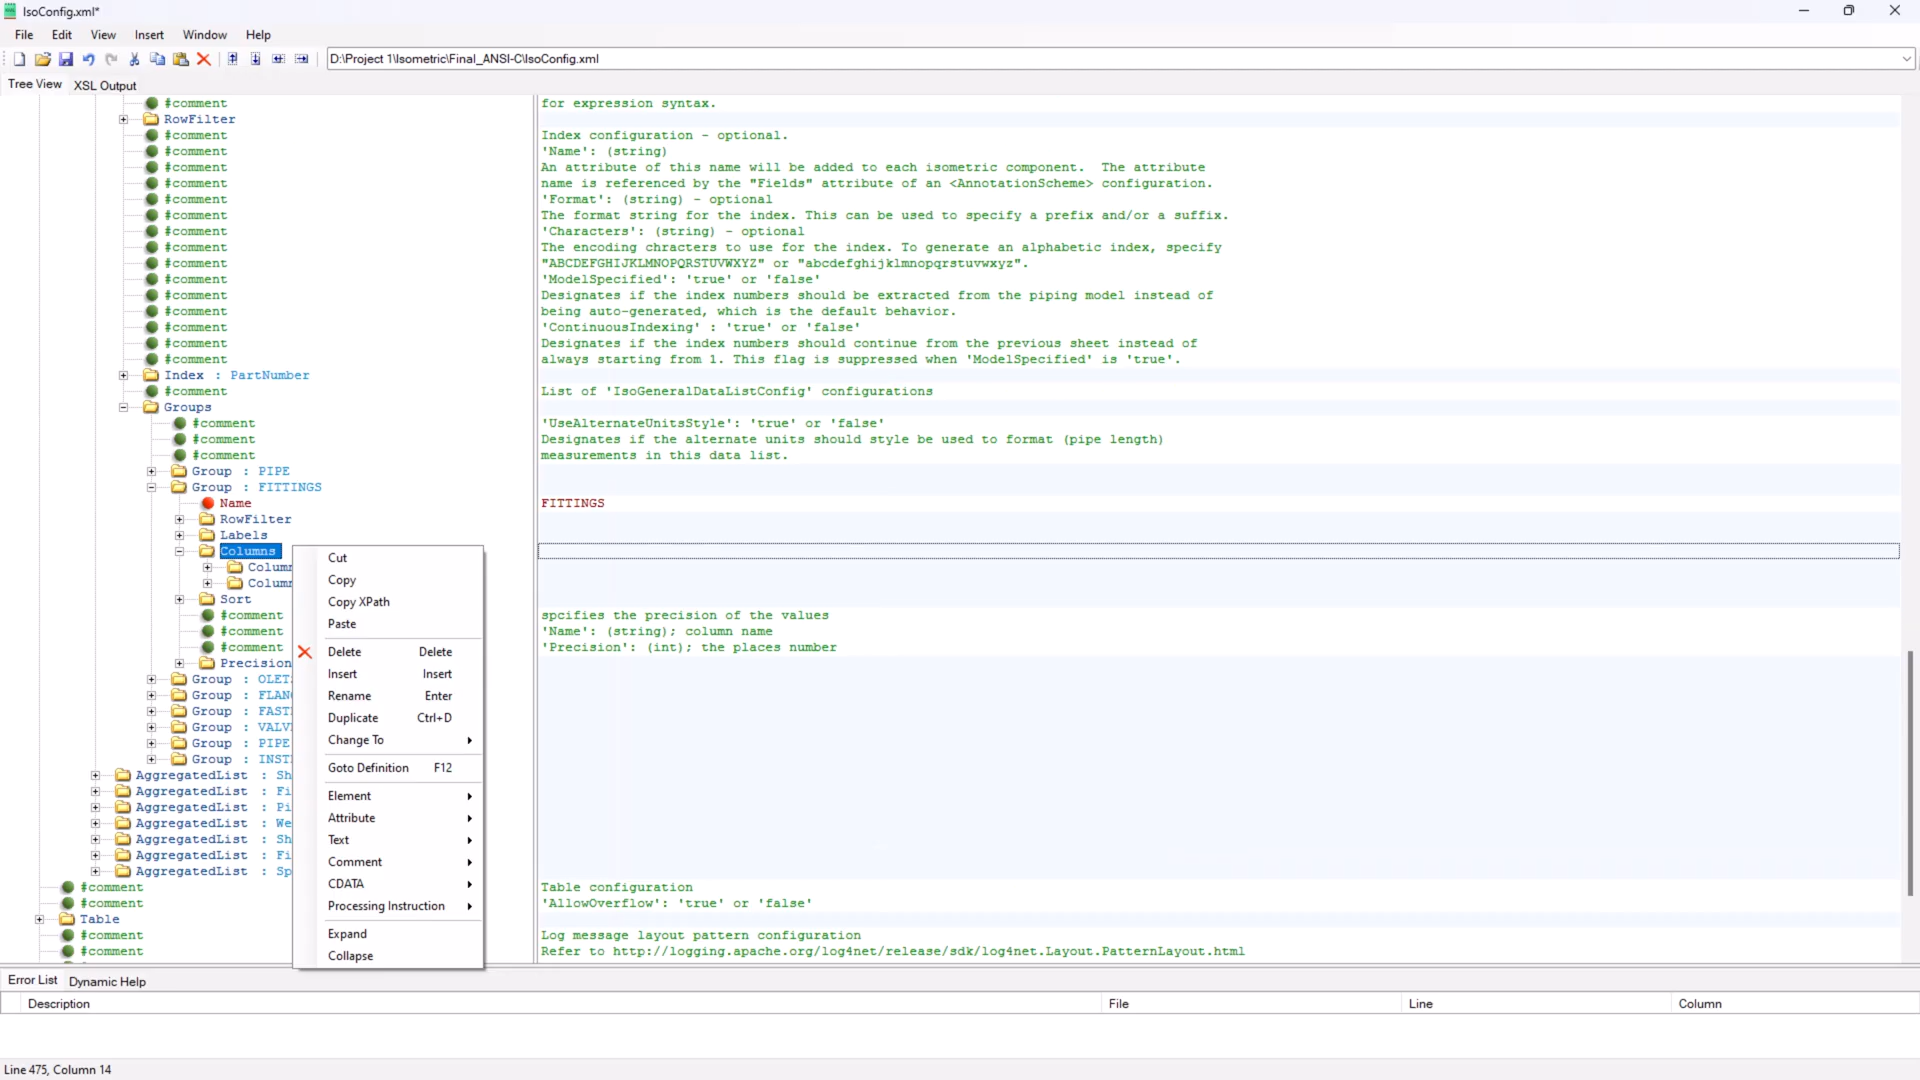 IsoConfig.xml*
File Edit View Insert Window Help
D:\Project 1\Isometric\Final_ANSI-C\IsoConfig.xml
Tree View XSL Output
#comment for expression syntax.
RowFilter
#comment Index configuration - optional.
#comment 'Name': (string)
#comment An attribute of this name will be added to each isometric component.  The attribute
#comment name is referenced by the "Fields" attribute of an <AnnotationScheme> configuration.
#comment 'Format': (string) - optional
#comment The format string for the index. This can be used to specify a prefix and/or a suffix.
#comment 'Characters': (string) - optional
#comment The encoding chracters to use for the index. To generate an alphabetic index, specify
#comment "ABCDEFGHIJKLMNOPQRSTUVWXYZ" or "abcdefghijklmnopqrstuvwxyz".
#comment 'ModelSpecified': 'true' or 'false'
#comment Designates if the index numbers should be extracted from the piping model instead of
#comment being auto-generated, which is the default behavior.
#comment 'ContinuousIndexing' : 'true' or 'false'
#comment Designates if the index numbers should continue from the previous sheet instead of
#comment always starting from 1. This flag is suppressed when 'ModelSpecified' is 'true'.
Index : PartNumber
#comment List of 'IsoGeneralDataListConfig' configurations
Groups
#comment 'UseAlternateUnitsStyle': 'true' or 'false'
#comment Designates if the alternate units should style be used to format (pipe length)
#comment measurements in this data list.
Group : PIPE
Group : FITTINGS
Name FITTINGS
RowFilter
Labels
Columns
Colum
Colum
Sort
#comment spcifies the precision of the values
#comment 'Name': (string); column name
#comment 'Precision': (int); the places number
Precision
Group : OLET
Group : FLAN
Group : FAST
Group : VALV
Group : PIPE
Group : INST
AggregatedList : Sh
AggregatedList : Fi
AggregatedList : Pi
AggregatedList : We
AggregatedList : Sh
AggregatedList : Fi
AggregatedList : Sp
#comment Table configuration
#comment 'AllowOverflow': 'true' or 'false'
Table
#comment Log message layout pattern configuration
#comment Refer to http://logging.apache.org/log4net/release/sdk/log4net.Layout.PatternLayout.html
Cut
Copy
Copy XPath
Paste
Delete Delete
Insert Insert
Rename Enter
Duplicate Ctrl+D
Change To
Goto Definition F12
Element
Attribute
Text
Comment
CDATA
Processing Instruction
Expand
Collapse
Error List Dynamic Help
Description File Line Column
Line 475, Column 14